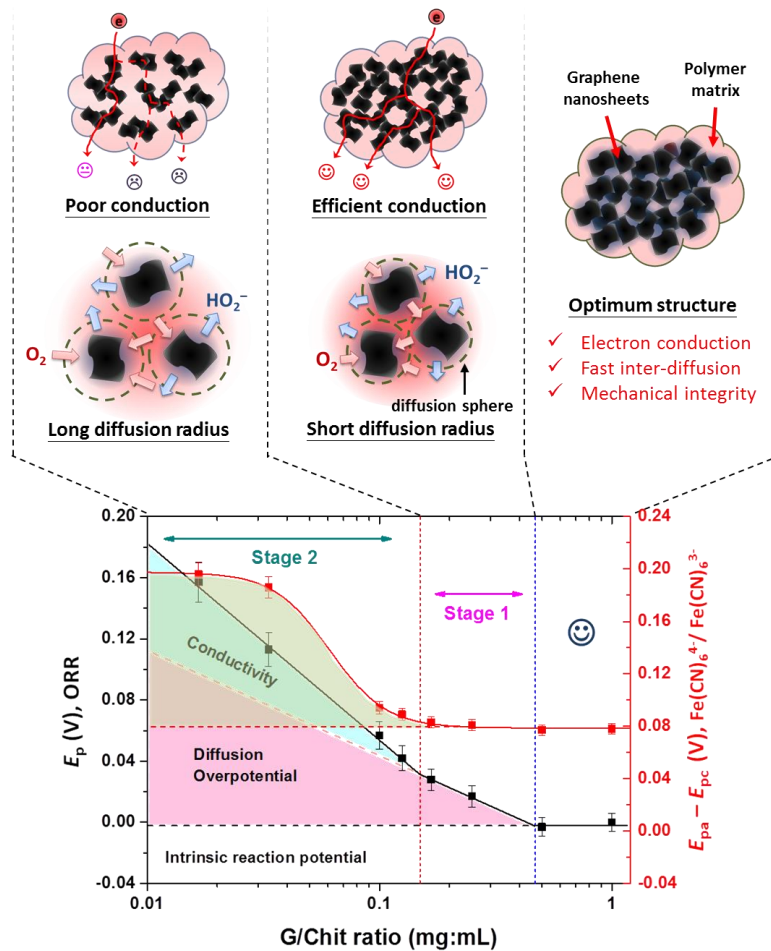 e
e
Graphene
nanosheets
Polymer
matrix
Poor conduction
Efficient conduction
HO₂⁻
HO₂⁻
O₂
O₂
diffusion sphere
Long diffusion radius
Short diffusion radius
Optimum structure
✓ Electron conduction
✓ Fast inter-diffusion
✓ Mechanical integrity
0.20
0.16
0.12
0.08
0.04
0.00
-0.04
Eₚ (V), ORR
Stage 2
Stage 1
Conductivity
Diffusion
Overpotential
Intrinsic reaction potential
0.24
0.20
0.16
0.12
0.08
0.04
0.00
-0.04
Eₚₐ – Eₚc (V), Fe(CN)₆⁴⁻/ Fe(CN)₆³⁻
0.01
0.1
1
G/Chit ratio (mg:mL)